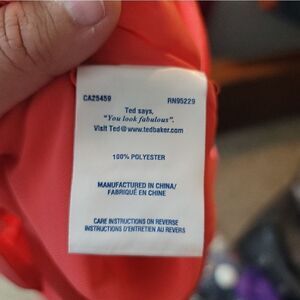 CA25459 RN95229
Ted says,
"You look fabulous".
Visit Ted@www.tedbaker.com
100% POLYESTER
MANUFACTURED IN CHINA/
FABRIQUÉ EN CHINE
CARE INSTRUCTIONS ON REVERSE
INSTRUCTIONS D'ENTRETIEN AU REVERS